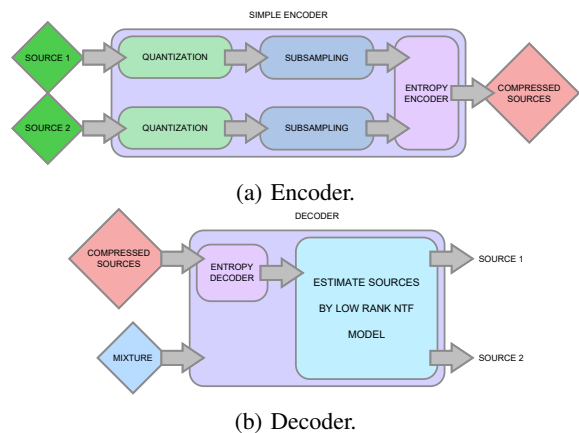 SIMPLE ENCODER
SOURCE 1
QUANTIZATION
SUBSAMPLING
ENTROPY
ENCODER
COMPRESSED
SOURCES
SOURCE 2
QUANTIZATION
SUBSAMPLING
(a) Encoder.
DECODER
COMPRESSED
SOURCES
ENTROPY
DECODER
ESTIMATE SOURCES
BY LOW RANK NTF
MODEL
SOURCE 1
MIXTURE
SOURCE 2
(b) Decoder.